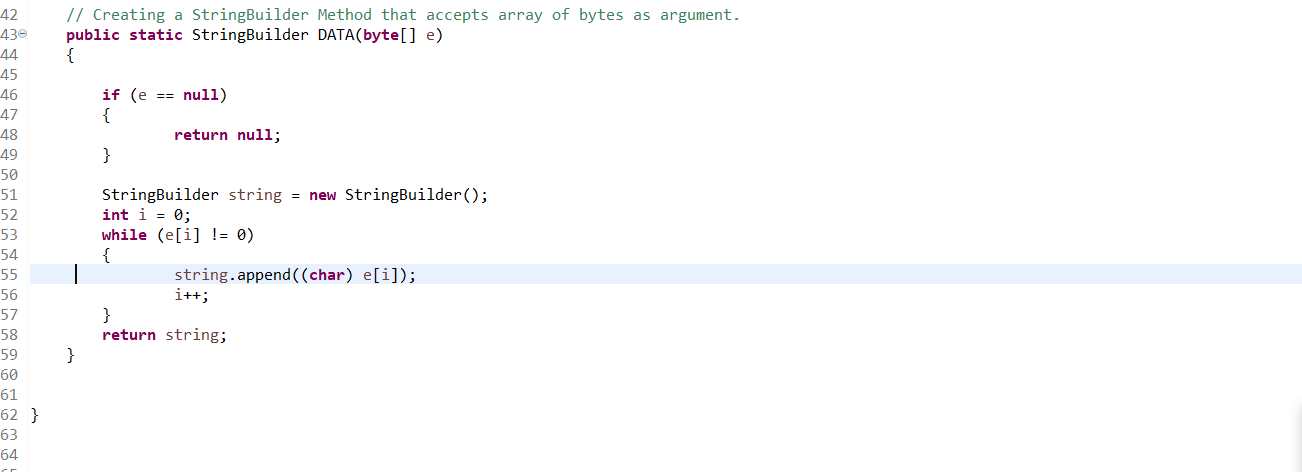 42 // Creating a StringBuilder Method that accepts array of bytes as argument.
43 public static StringBuilder DATA(byte[] e)
44 {
45
46 if (e == null)
47 {
48 return null;
49 }
50
51 StringBuilder string = new StringBuilder();
52 int i = 0;
53 while (e[i] != 0)
54 {
55 string.append((char) e[i]);
56 i++;
57 }
58 return string;
59 }
60
61
62 }
63
64